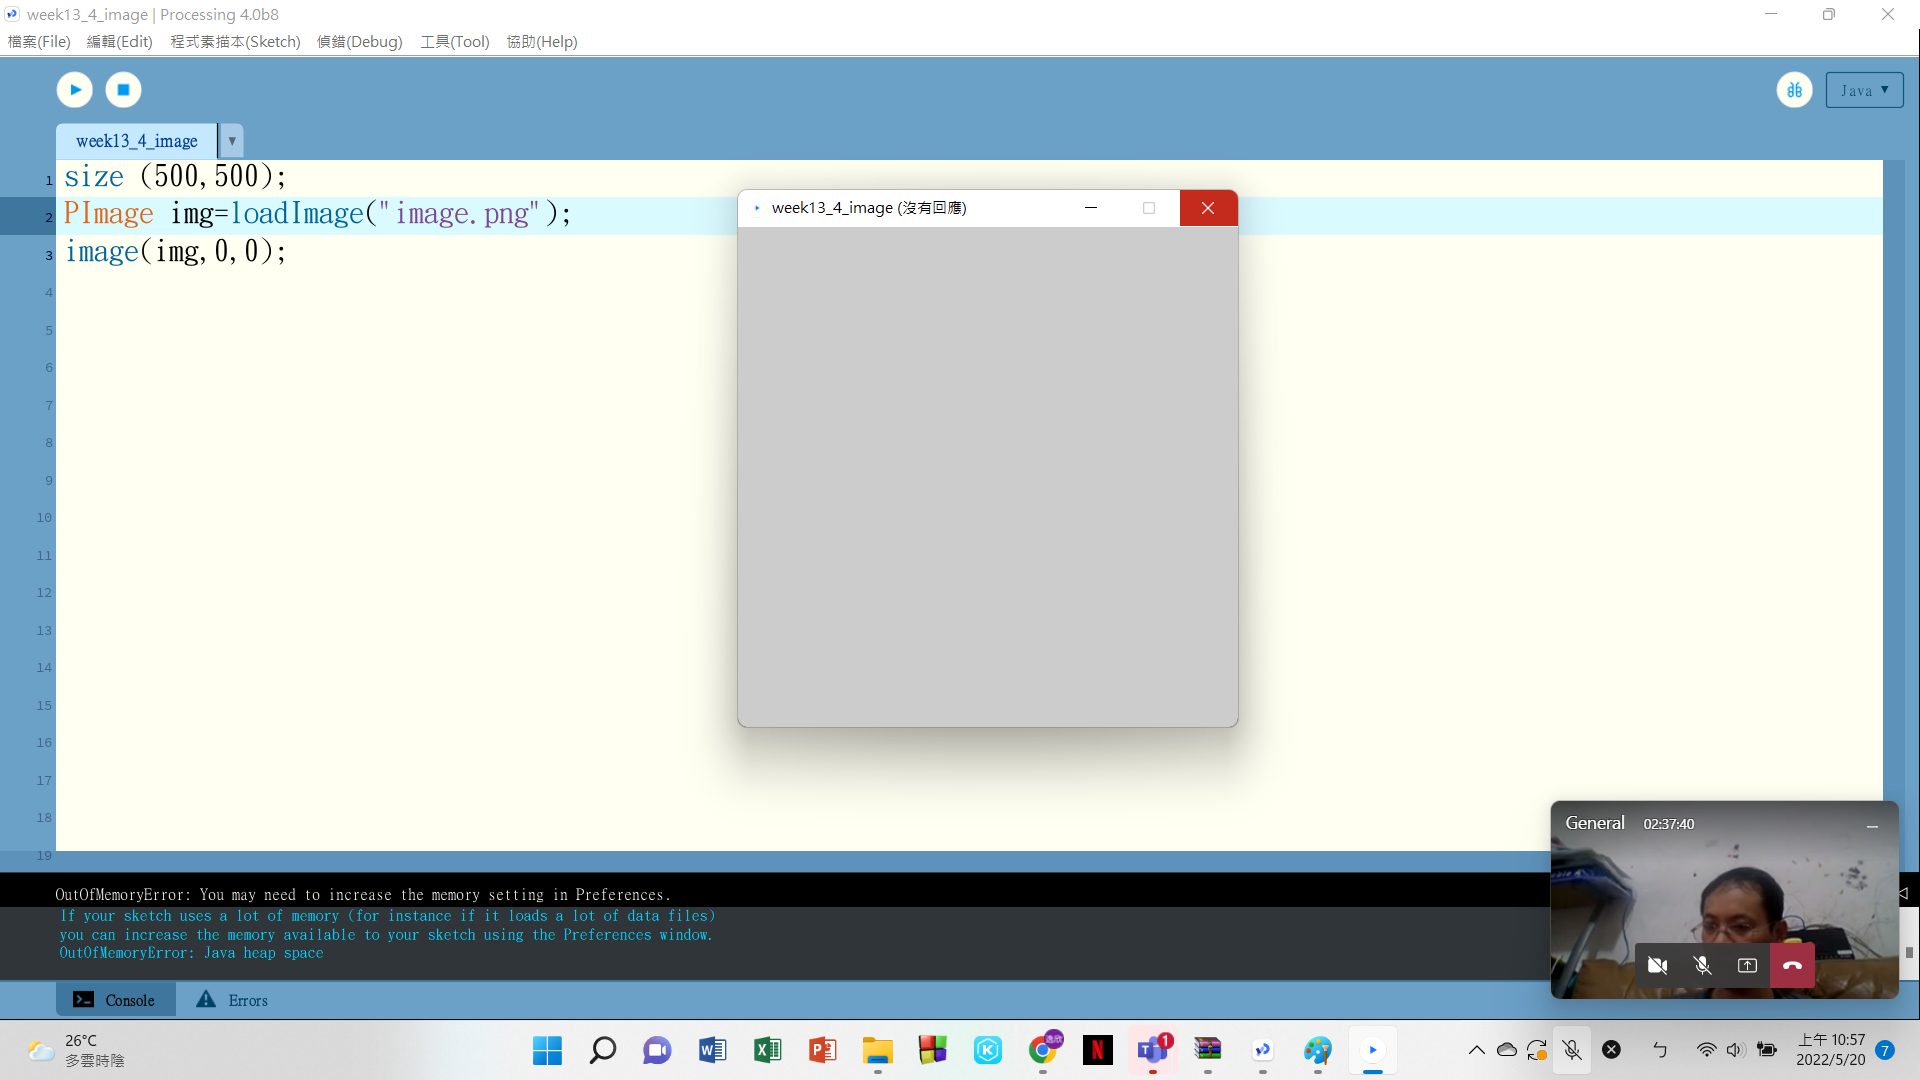 week13_4_image | Processing 4.0b8
檔案(File) 編輯(Edit) 程式素描本(Sketch) 偵錯(Debug) 工具(Tool) 協助(Help)
Java ▼
week13_4_image ▼
1 size (500,500);
2 PImage img=loadImage("image.png");
3 image(img,0,0);
4
5
6
7
8
9
10
11
12
13
14
15
16
17
18
19
week13_4_image (沒有回應)
General 02:37:40
OutOfMemoryError: You may need to increase the memory setting in Preferences.
If your sketch uses a lot of memory (for instance if it loads a lot of data files)
you can increase the memory available to your sketch using the Preferences window.
OutOfMemoryError: Java heap space
Console Errors
26°C
多雲時陰
上午 10:57
2022/5/20
7
1